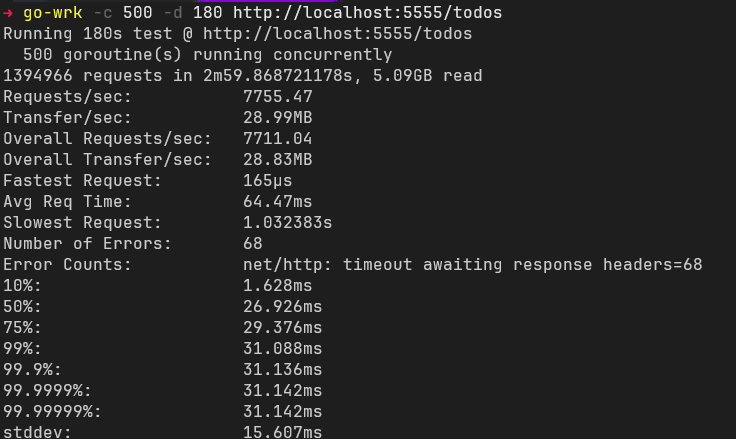 → go-wrk -c 500 -d 180 http://localhost:5555/todos
Running 180s test @ http://localhost:5555/todos
  500 goroutine(s) running concurrently
1394966 requests in 2m59.868721178s, 5.09GB read
Requests/sec:           7755.47
Transfer/sec:           28.99MB
Overall Requests/sec:   7711.04
Overall Transfer/sec:   28.83MB
Fastest Request:        165µs
Avg Req Time:           64.47ms
Slowest Request:        1.032383s
Number of Errors:       68
Error Counts:           net/http: timeout awaiting response headers=68
10%:                    1.628ms
50%:                    26.926ms
75%:                    29.376ms
99%:                    31.088ms
99.9%:                  31.136ms
99.9999%:               31.142ms
99.99999%:              31.142ms
stddev:                 15.607ms